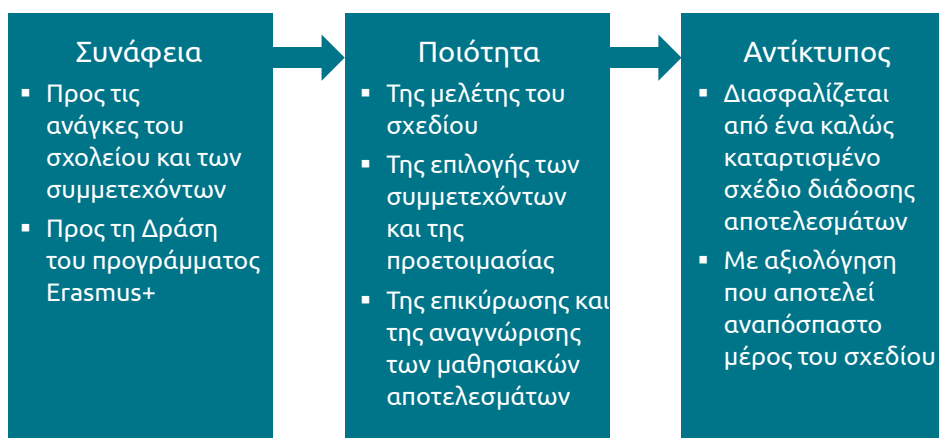 Συνάφεια
▪ Προς τις
ανάγκες του
σχολείου και των
συμμετεχόντων
▪ Προς τη Δράση
του προγράμματος
Erasmus+
Ποιότητα
▪ Της μελέτης του
σχεδίου
▪ Της επιλογής των
συμμετεχόντων
και της
προετοιμασίας
▪ Της επικύρωσης και
της αναγνώρισης
των μαθησιακών
αποτελεσμάτων
Αντίκτυπος
▪ Διασφαλίζεται
από ένα καλώς
καταρτισμένο
σχέδιο διάδοσης
αποτελεσμάτων
▪ Με αξιολόγηση
που αποτελεί
αναπόσπαστο
μέρος του σχεδίου